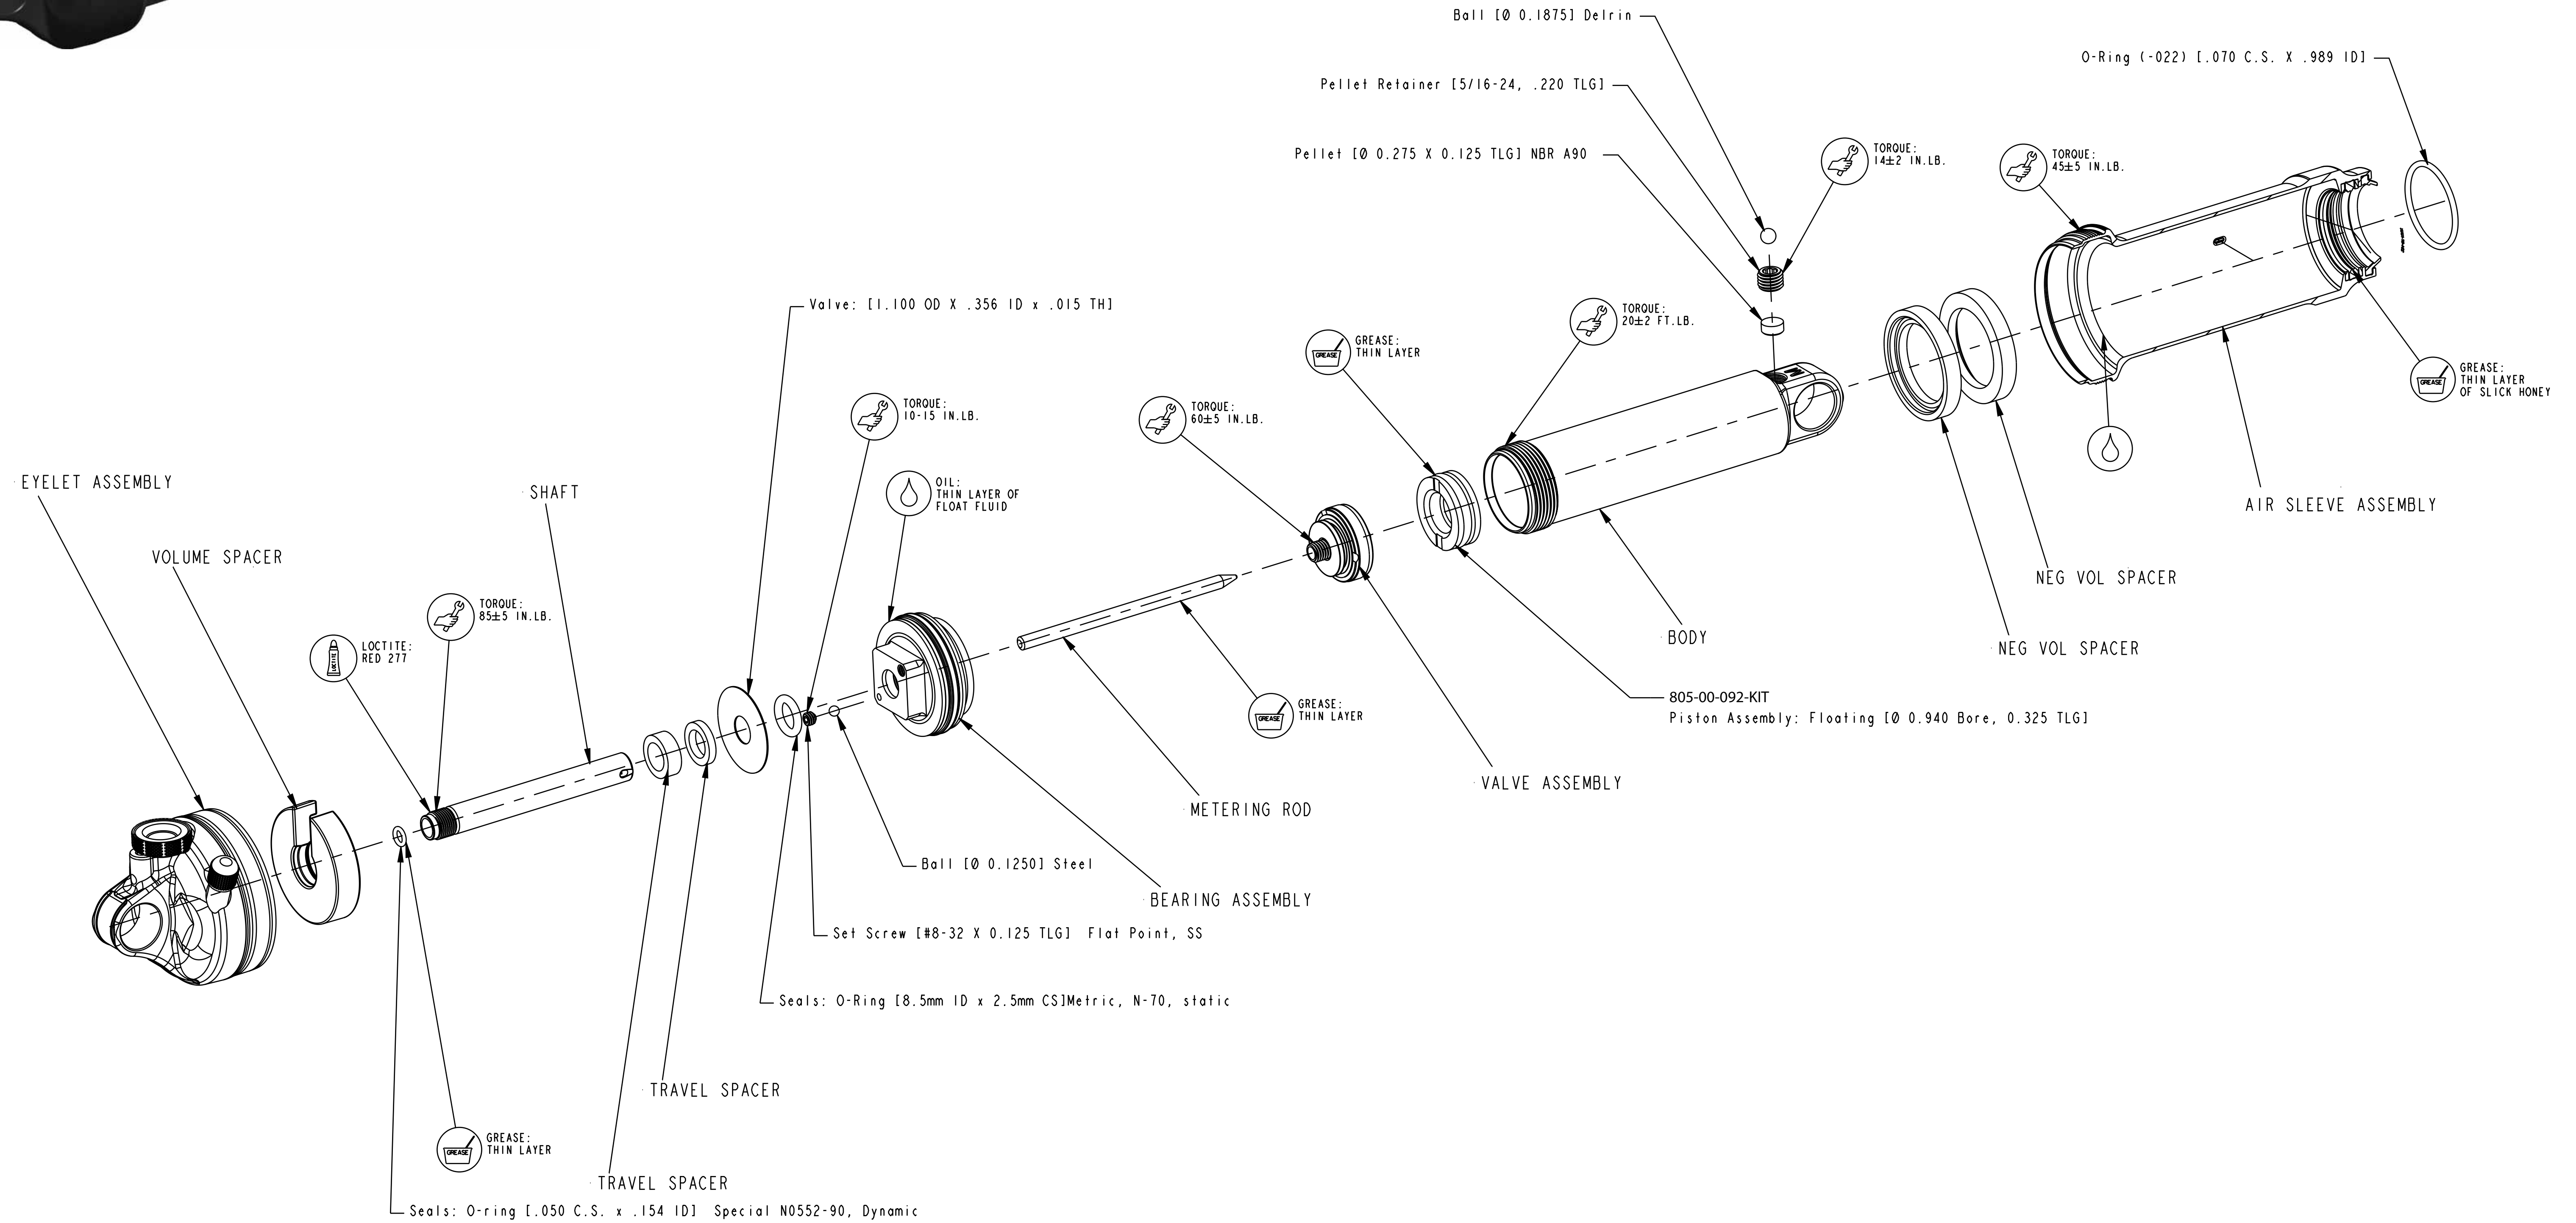 Ball [Ø 0.1875] Delrin
O-Ring (-022) [.070 C.S. X .989 ID]
Pellet Retainer [5/16-24, .220 TLG]
Pellet [Ø 0.275 X 0.125 TLG] NBR A90
TORQUE:
14±2 IN.LB.
TORQUE:
45±5 IN.LB.
Valve: [1.100 OD X .356 ID x .015 TH]
TORQUE:
20±2 FT.LB.
GREASE
GREASE:
THIN LAYER
GREASE
GREASE:
THIN LAYER
OF SLICK HONEY
TORQUE:
10-15 IN.LB.
TORQUE:
60±5 IN.LB.
EYELET ASSEMBLY
SHAFT
OIL:
THIN LAYER OF
FLOAT FLUID
AIR SLEEVE ASSEMBLY
VOLUME SPACER
NEG VOL SPACER
TORQUE:
85±5 IN.LB.
LOCTITE
LOCTITE:
RED 277
BODY
NEG VOL SPACER
GREASE
GREASE:
THIN LAYER
805-00-092-KIT
Piston Assembly: Floating [Ø 0.940 Bore, 0.325 TLG]
VALVE ASSEMBLY
METERING ROD
Ball [Ø 0.1250] Steel
BEARING ASSEMBLY
Set Screw [#8-32 X 0.125 TLG] Flat Point, SS
Seals: O-Ring [8.5mm ID x 2.5mm CS]Metric, N-70, static
TRAVEL SPACER
GREASE
GREASE:
THIN LAYER
TRAVEL SPACER
Seals: O-ring [.050 C.S. x .154 ID] Special N0552-90, Dynamic